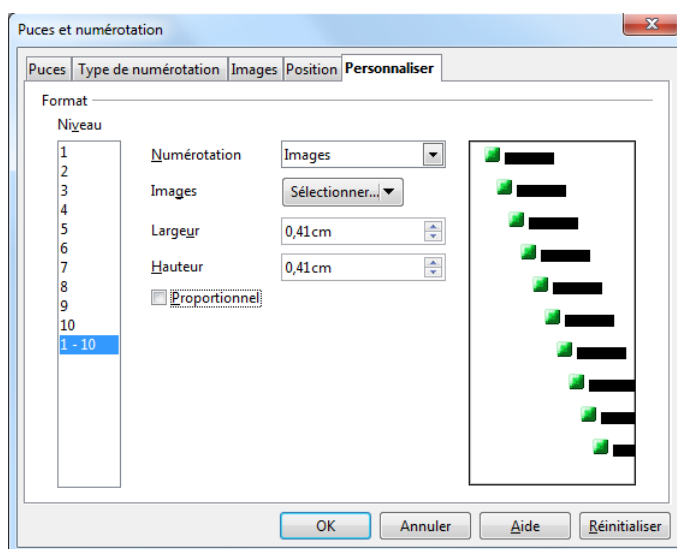 Puces et numérotation
Puces Type de numérotation Images Position Personnaliser
Format
Niveau
1
2
3
4
5
6
7
8
9
10
1 - 10
Numérotation Images
Images Sélectionner...
Largeur 0,41cm
Hauteur 0,41cm
Proportionnel
OK Annuler Aide Réinitialiser